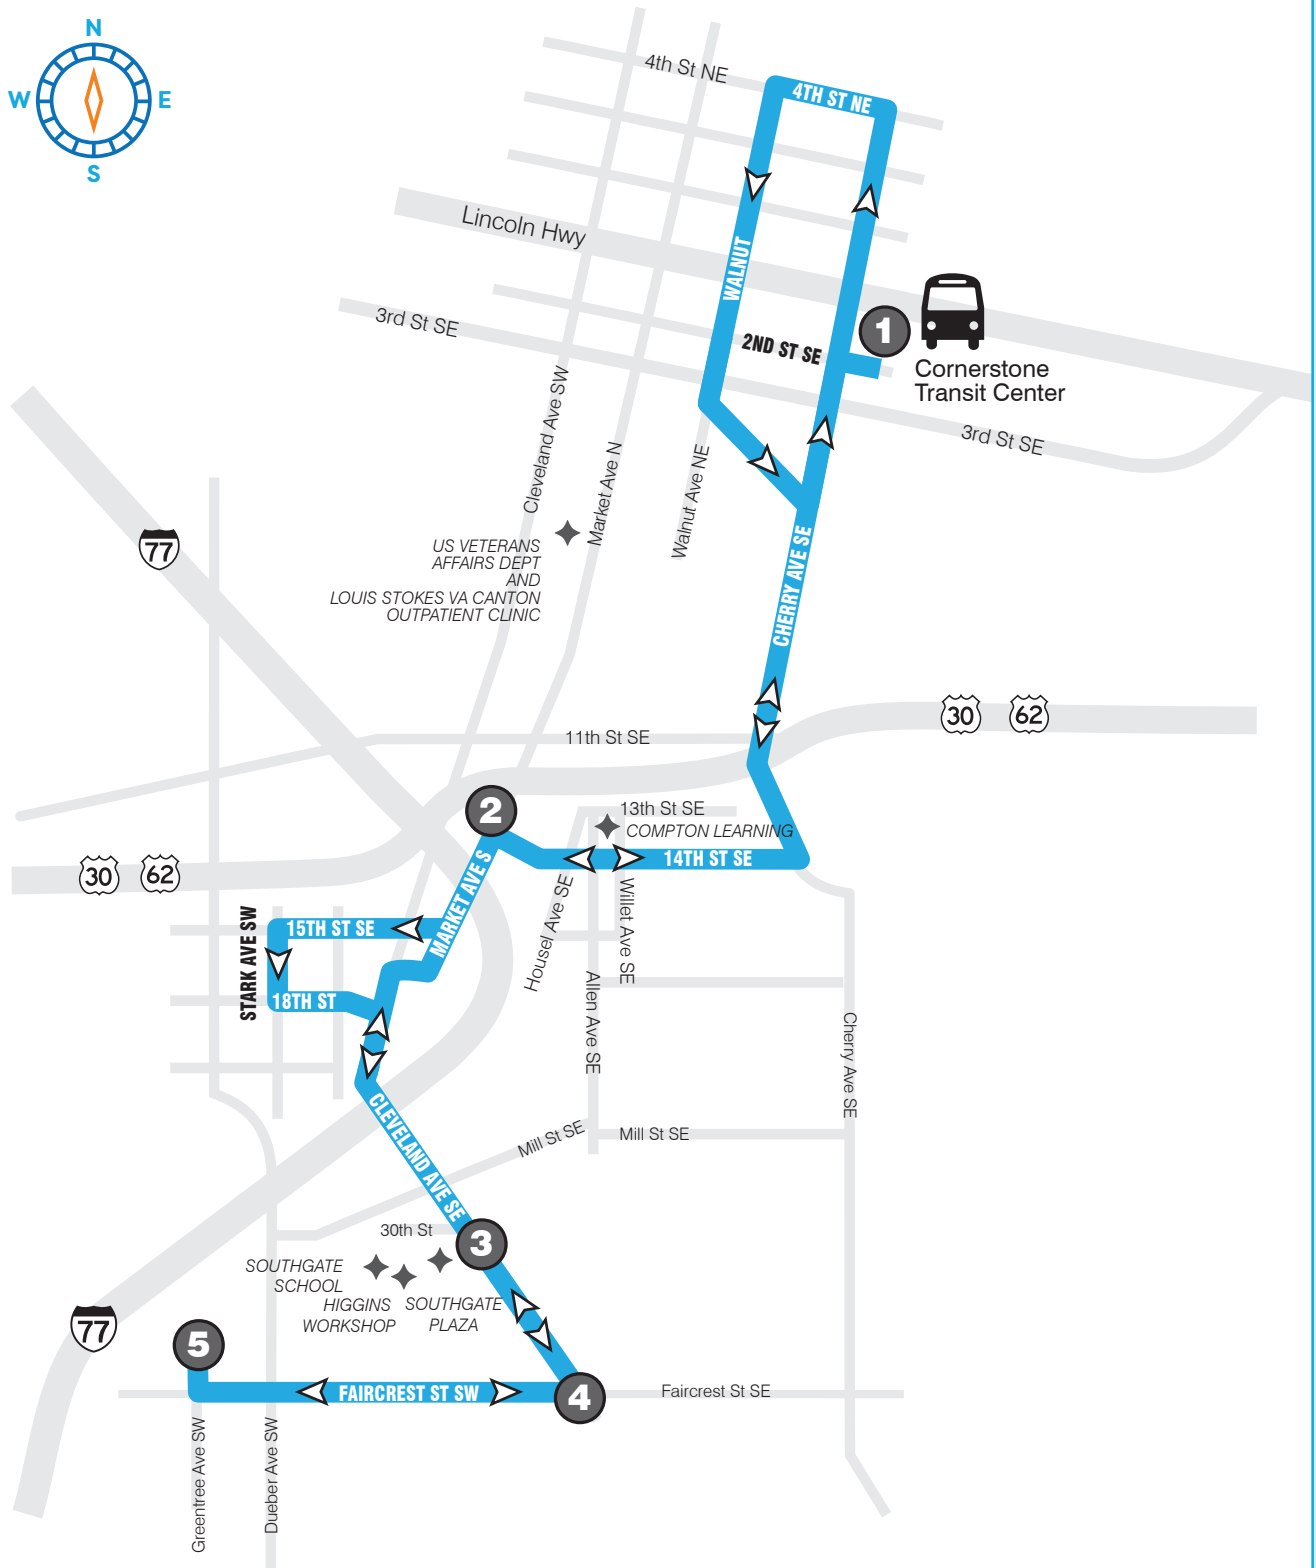 N
W
E
S
4th St NE
4TH ST NE
Lincoln Hwy
WALNUT
3rd St SE
2ND ST SE
1
Cornerstone
Transit Center
3rd St SE
Cleveland Ave SW
Market Ave N
Walnut Ave NE
77
US VETERANS
AFFAIRS DEPT
AND
LOUIS STOKES VA CANTON
OUTPATIENT CLINIC
CHERRY AVE SE
30
62
11th St SE
2
13th St SE
COMPTON LEARNING
14TH ST SE
30
62
MARKET AVE S
Housel Ave SE
Willet Ave SE
15TH ST SE
STARK AVE SW
18TH ST
Allen Ave SE
Cherry Ave SE
CLEVELAND AVE SE
Mill St SE
Mill St SE
30th St
3
SOUTHGATE
SCHOOL
HIGGINS
WORKSHOP
SOUTHGATE
PLAZA
77
5
FAIRCREST ST SW
4
Faircrest St SE
Greentree Ave SW
Dueber Ave SW